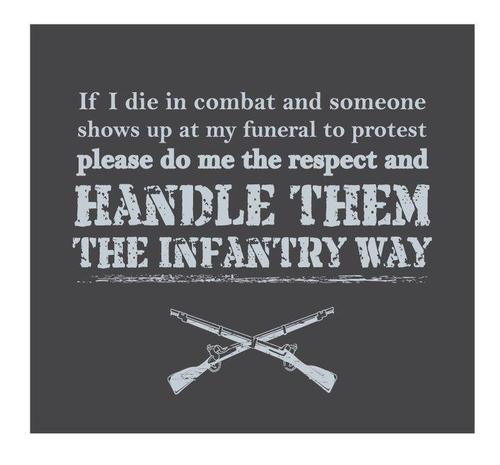 If I die in combat and someone
shows up at my funeral to protest
please do me the respect and
HANDLE THEM
THE INFANTRY WAY